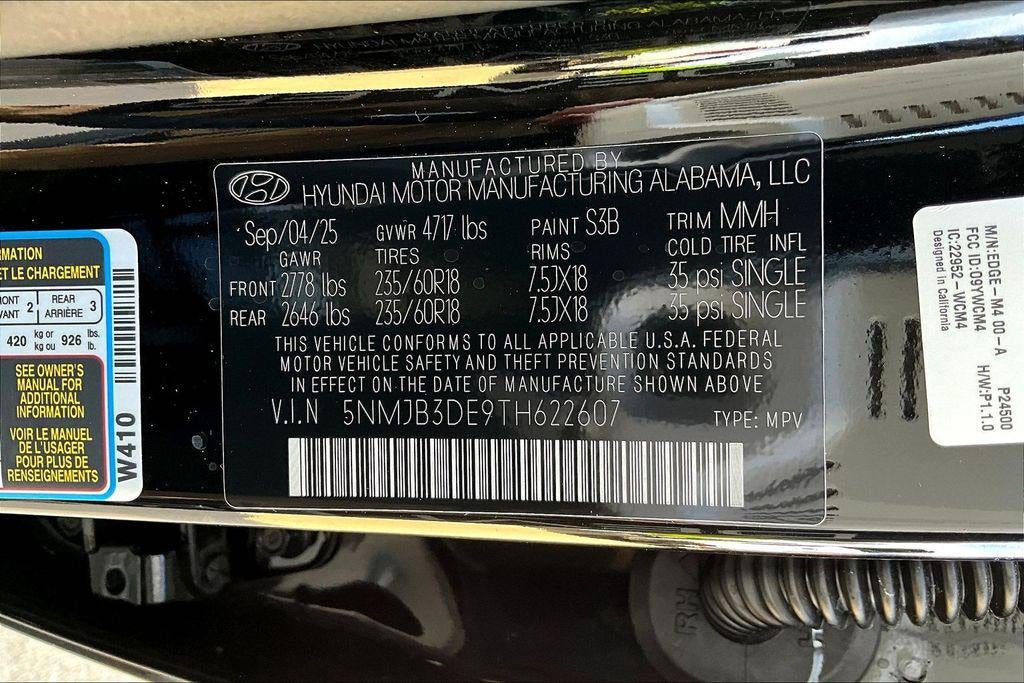 MANUFACTURED BY
HYUNDAI MOTOR MANUFACTURING ALABAMA, LLC
Sep/04/25 GVWR 4717 lbs PAINT S3B TRIM MMH
GAWR TIRES RIMS COLD TIRE INFL
FRONT 2778 lbs 235/60R18 7.5JX18 35 psi SINGLE
REAR 2646 lbs 235/60R18 7.5JX18 35 psi SINGLE
THIS VEHICLE CONFORMS TO ALL APPLICABLE U.S.A. FEDERAL
MOTOR VEHICLE SAFETY AND THEFT PREVENTION STANDARDS
IN EFFECT ON THE DATE OF MANUFACTURE SHOWN ABOVE
V.I.N 5NMJB3DE9TH622607 TYPE: MPV
MATION
ET LE CHARGEMENT
ONT 2 REAR 3
VANT ARRIÈRE
420 kg or 926 lbs.
kg ou lb.
SEE OWNER'S
MANUAL FOR
ADDITIONAL
INFORMATION
VOIR LE MANUEL
DE L'USAGER
POUR PLUS DE
RENSEIGNEMENTS
W410
M/N:EDGE-M4 00-A P24500
FCC ID:O9YWCM4 H/W:P1.1.0
IC:22952-WCM4
Designed in California
RH